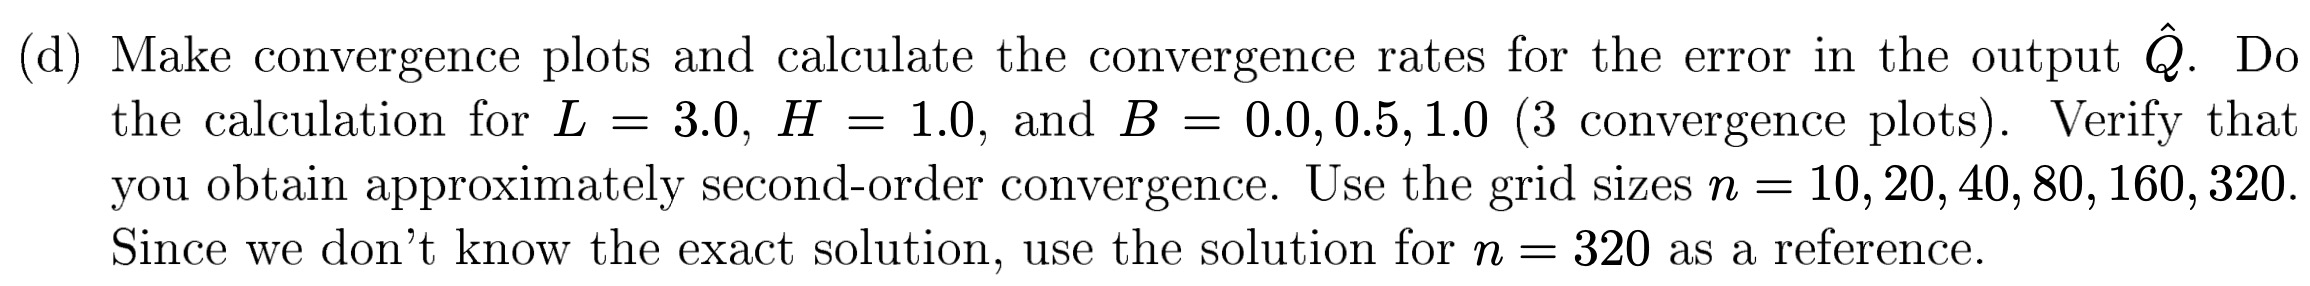 (d) Make convergence plots and calculate the convergence rates for the error in the output Q̂. Do
the calculation for L = 3.0, H = 1.0, and B = 0.0, 0.5, 1.0 (3 convergence plots). Verify that
you obtain approximately second-order convergence. Use the grid sizes n = 10, 20, 40, 80, 160, 320.
Since we don't know the exact solution, use the solution for n = 320 as a reference.